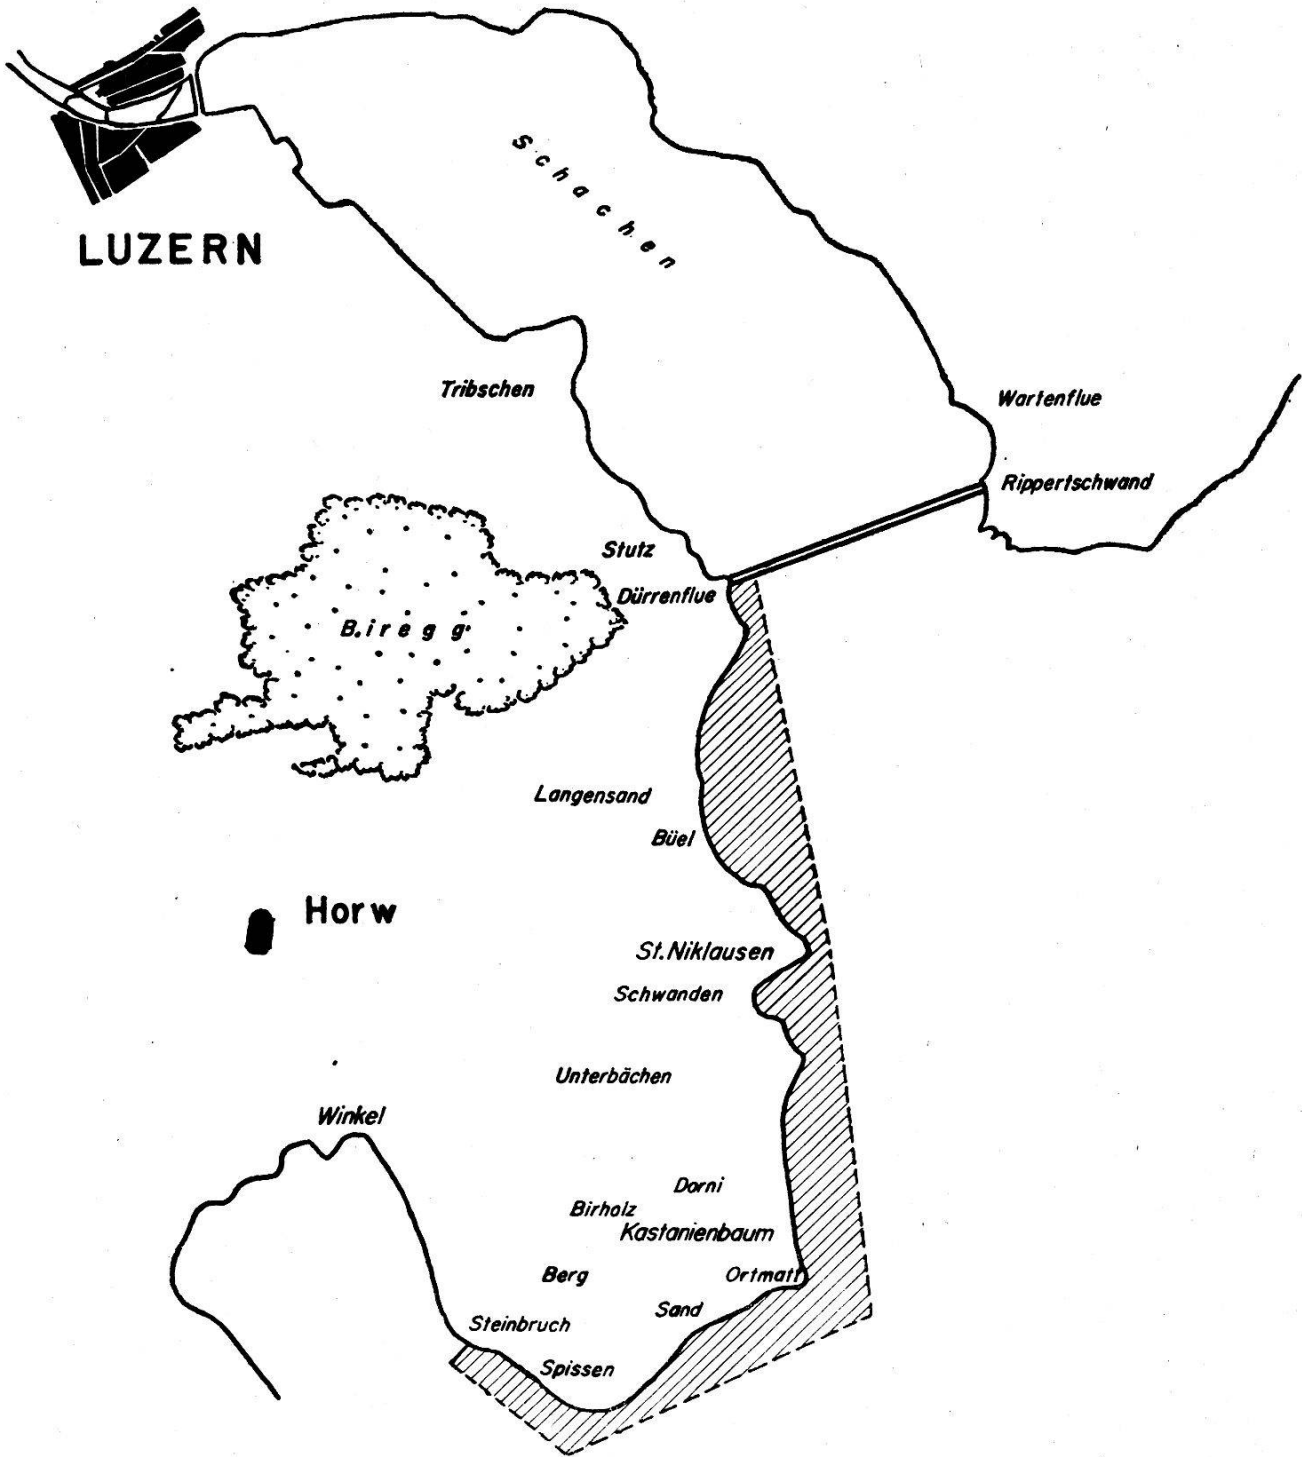 Schachen
LUZERN
Tribschen
Wartenflue
Rippertschwand
Stutz
Dürrenflue
Biregg
Langensand
Büel
Horw
St. Niklausen
Schwanden
Unterbächen
Winkel
Dorni
Birholz
Kastanienbaum
Berg
Ortmatt
Sand
Steinbruch
Spissen